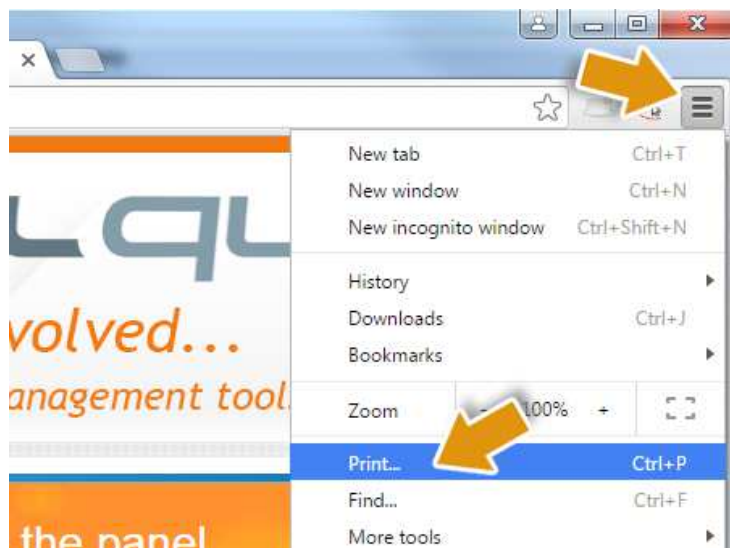 New tab Ctrl+T
New window Ctrl+N
New incognito window Ctrl+Shift+N
History
Downloads Ctrl+J
Bookmarks
Zoom - 100% +
Print... Ctrl+P
Find... Ctrl+F
More tools
volved...
anagement tool
the panel